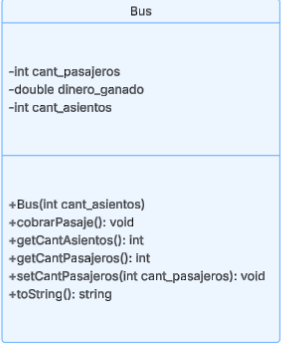 Bus
-int cant_pasajeros
-double dinero_ganado
-int cant_asientos
+Bus(int cant_asientos)
+cobrarPasaje(): void
+getCantAsientos(): int
+getCantPasajeros(): int
+setCantPasajeros(int cant_pasajeros): void
+toString(): string